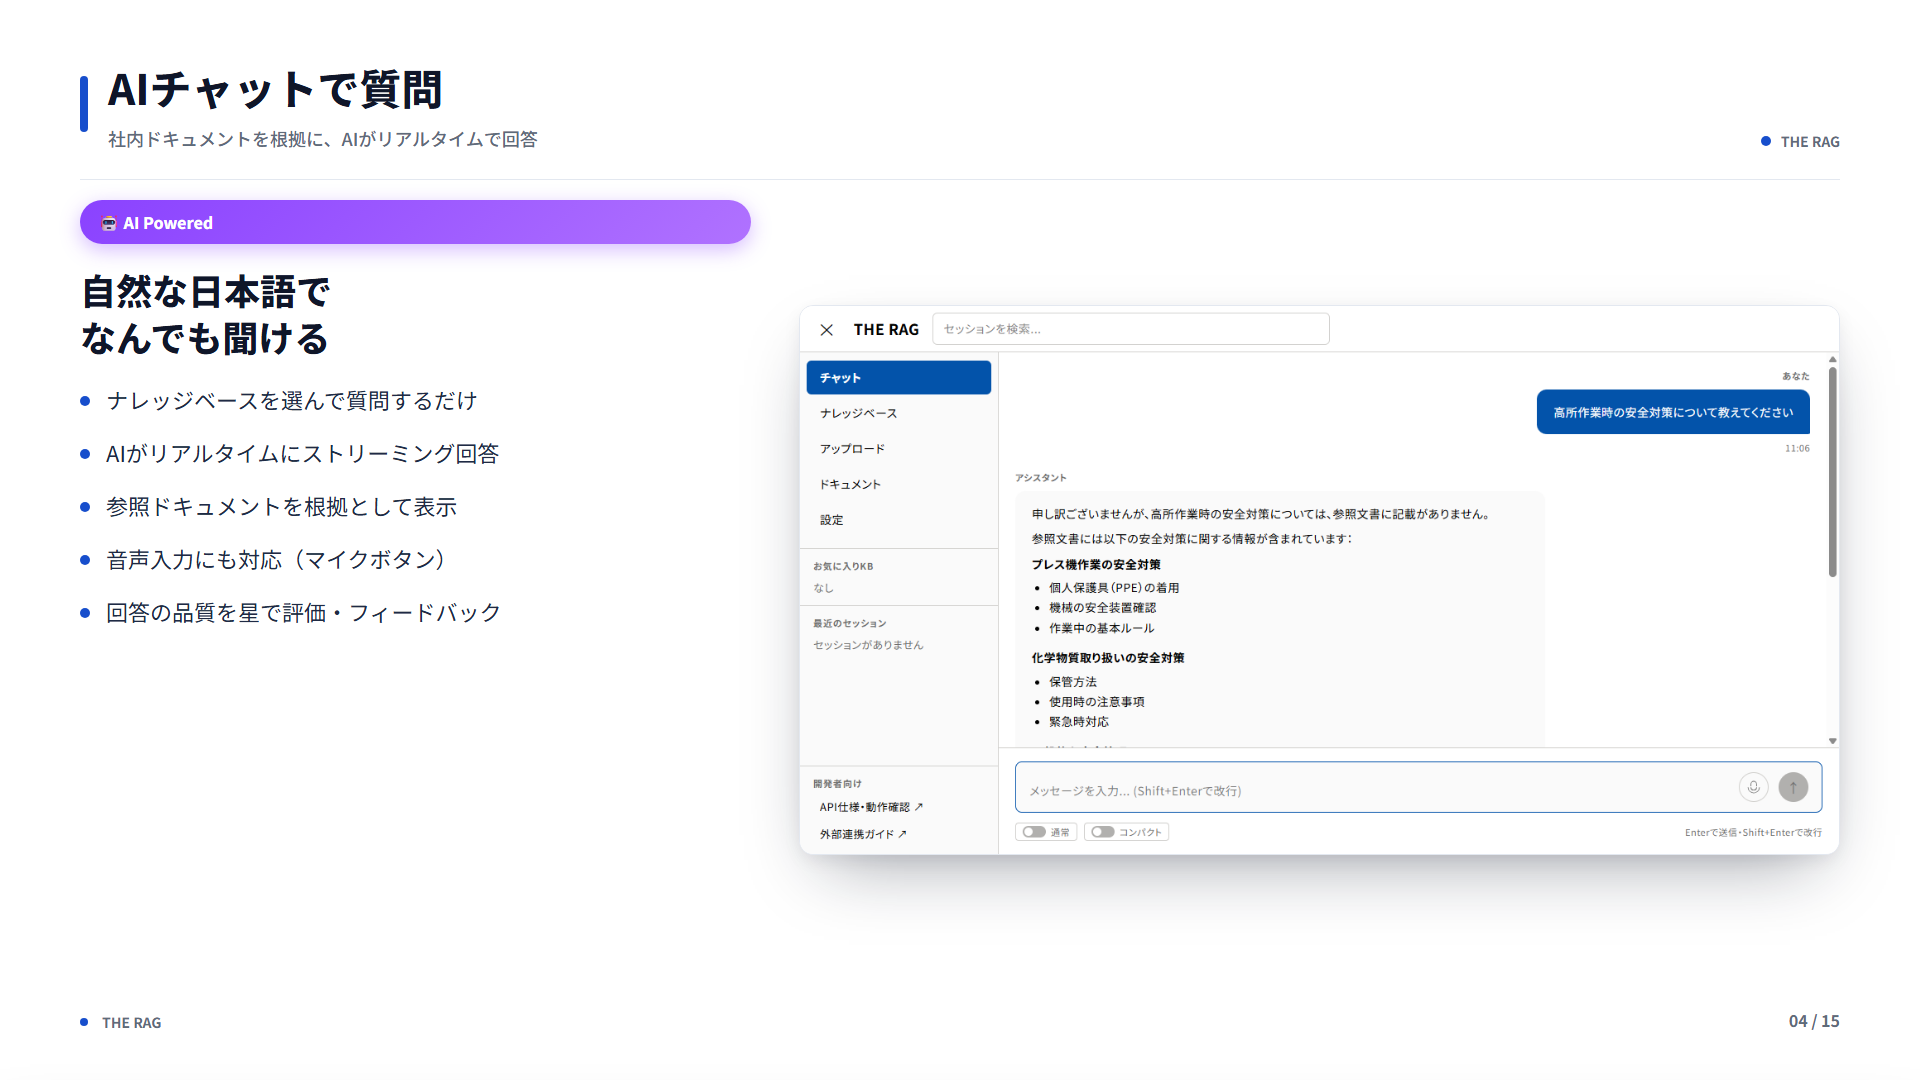 AIチャットで質問
社内ドキュメントを根拠に、AIがリアルタイムで回答
THE RAG
AI Powered
自然な日本語で
なんでも聞ける
ナレッジベースを選んで質問するだけ
AIがリアルタイムにストリーミング回答
参照ドキュメントを根拠として表示
音声入力にも対応（マイクボタン）
回答の品質を星で評価・フィードバック
THE RAG
セッションを検索...
チャット
ナレッジベース
アップロード
ドキュメント
設定
お気に入りKB
なし
最近のセッション
セッションがありません
開発者向け
API仕様・動作確認 ↗
外部連携ガイド ↗
あなた
高所作業時の安全対策について教えてください
11:06
アシスタント
申し訳ございませんが、高所作業時の安全対策については、参照文書に記載がありません。
参照文書には以下の安全対策に関する情報が含まれています：
プレス機作業の安全対策
個人保護具（PPE）の着用
機械の安全装置確認
作業中の基本ルール
化学物質取り扱いの安全対策
保管方法
使用時の注意事項
緊急時対応
メッセージを入力... (Shift+Enterで改行)
通常
コンパクト
Enterで送信・Shift+Enterで改行
THE RAG
04 / 15